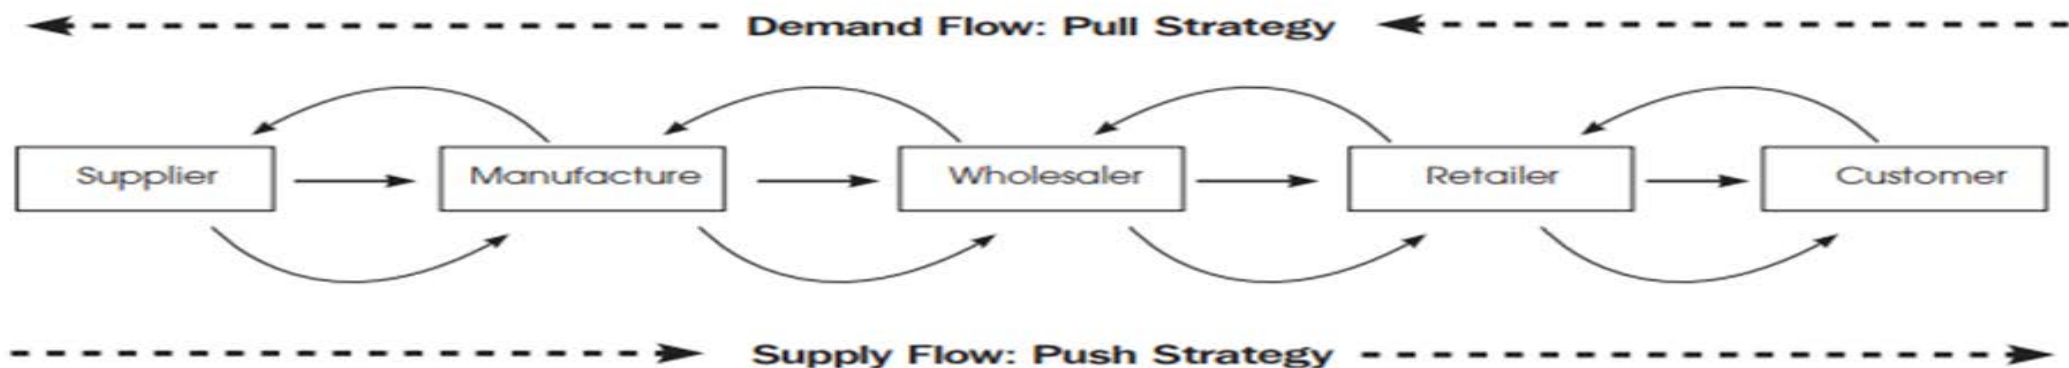 Demand Flow: Pull Strategy
Supplier
Manufacture
Wholesaler
Retailer
Customer
Supply Flow: Push Strategy